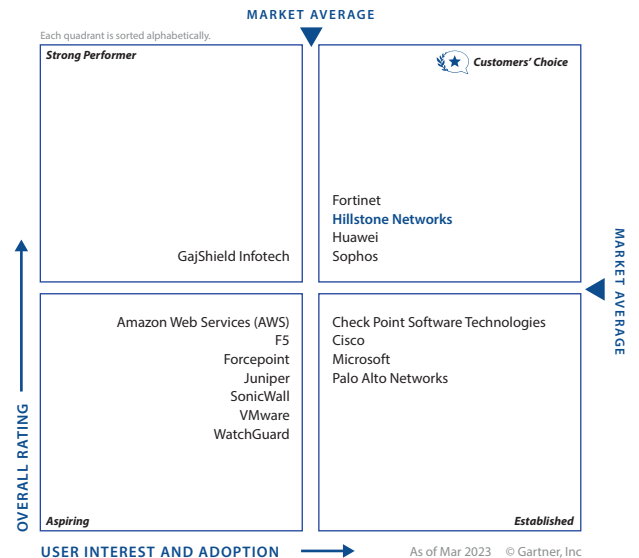 MARKET AVERAGE
Each quadrant is sorted alphabetically.
Strong Performer
Customers' Choice
Fortinet
Hillstone Networks
Huawei
Sophos
GajShield Infotech
MARKET AVERAGE
Amazon Web Services (AWS)
F5
Forcepoint
Juniper
SonicWall
VMware
WatchGuard
Check Point Software Technologies
Cisco
Microsoft
Palo Alto Networks
OVERALL RATING
Aspiring
Established
USER INTEREST AND ADOPTION
As of Mar 2023 © Gartner, Inc